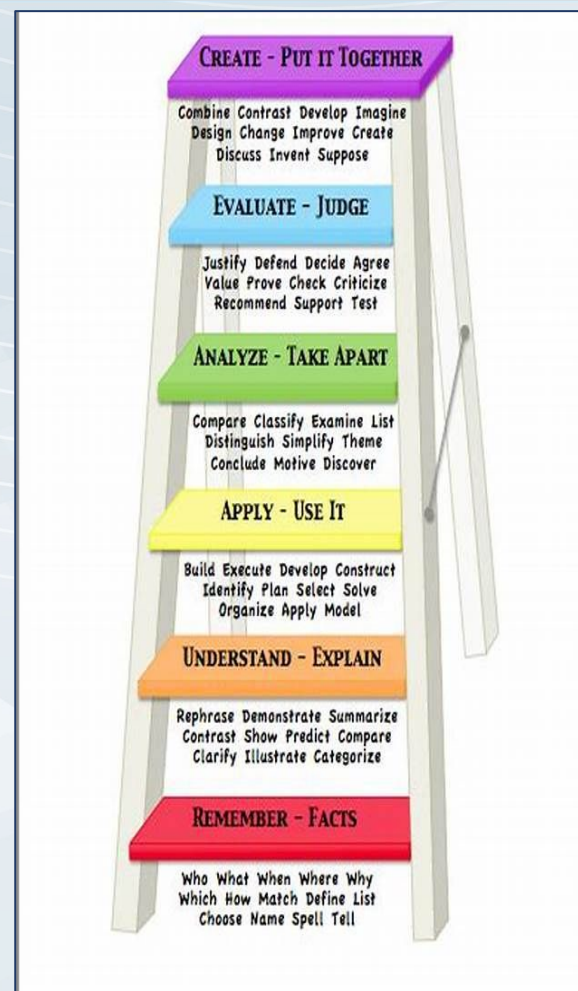 CREATE - PUT IT TOGETHER
Combine Contrast Develop Imagine
Design Change Improve Create
Discuss Invent Suppose
EVALUATE - JUDGE
Justify Defend Decide Agree
Value Prove Check Criticize
Recommend Support Test
ANALYZE - TAKE APART
Compare Classify Examine List
Distinguish Simplify Theme
Conclude Motive Discover
APPLY - USE IT
Build Execute Develop Construct
Identify Plan Select Solve
Organize Apply Model
UNDERSTAND - EXPLAIN
Rephrase Demonstrate Summarize
Contrast Show Predict Compare
Clarify Illustrate Categorize
REMEMBER - FACTS
Who What When Where Why
Which How Match Define List
Choose Name Spell Tell